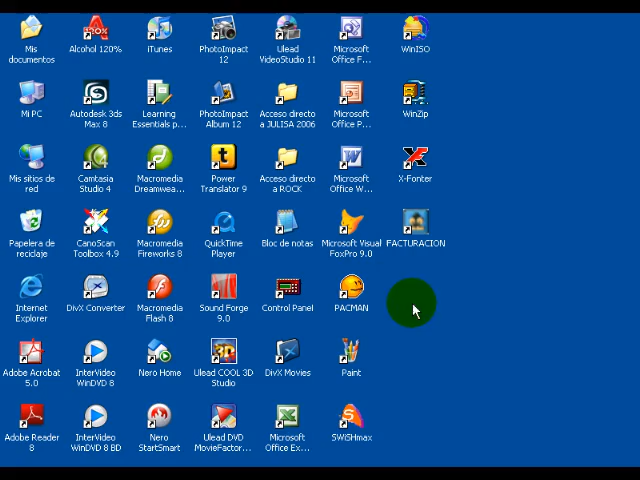 Mis
documentos
Alcohol 120%
iTunes
PhotoImpact
12
Ulead
VideoStudio 11
Microsoft
Office F...
WinISO
Mi PC
Autodesk 3ds
Max 8
Learning
Essentials p...
PhotoImpact
Album 12
Acceso directo
a JULISA 2006
Microsoft
Office P...
WinZip
Mis sitios de
red
Camtasia
Studio 4
Macromedia
Dreamwea...
Power
Translator 9
Acceso directo
a ROCK
Microsoft
Office W...
X-Fonter
Papelera de
reciclaje
CanoScan
Toolbox 4.9
Macromedia
Fireworks 8
QuickTime
Player
Bloc de notas
Microsoft Visual
FoxPro 9.0
FACTURACION
Internet
Explorer
DivX Converter
Macromedia
Flash 8
Sound Forge
9.0
Control Panel
PACMAN
Adobe Acrobat
5.0
InterVideo
WinDVD 8
Nero Home
Ulead COOL 3D
Studio
DivX Movies
Paint
Adobe Reader
8
InterVideo
WinDVD 8 BD
Nero
StartSmart
Ulead DVD
MovieFactor...
Microsoft
Office Ex...
SWiSHmax